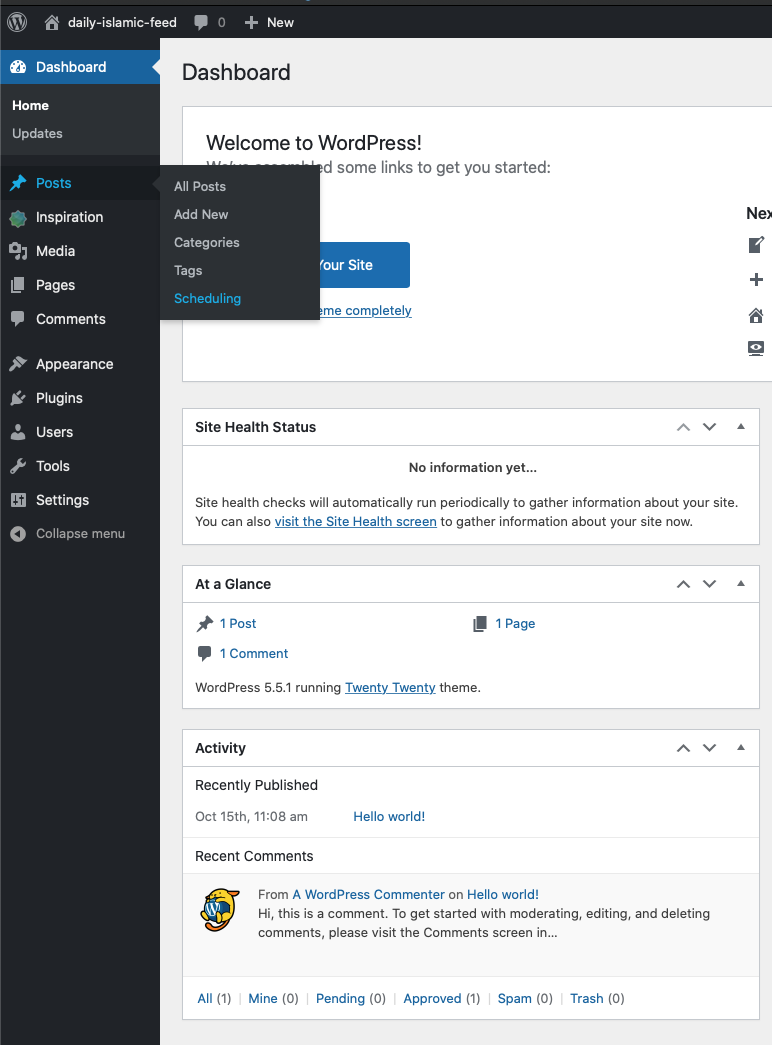 daily-islamic-feed 0 New
Dashboard
Home
Updates
Posts
All Posts
Add New
Categories
Tags
Scheduling
Inspiration
Media
Pages
Comments
Appearance
Plugins
Users
Tools
Settings
Collapse menu
Dashboard
Welcome to WordPress!
We've assembled some links to get you started:
Your Site
eme completely
Nex
Site Health Status
No information yet...
Site health checks will automatically run periodically to gather information about your site.
You can also visit the Site Health screen to gather information about your site now.
At a Glance
1 Post 1 Page
1 Comment
WordPress 5.5.1 running Twenty Twenty theme.
Activity
Recently Published
Oct 15th, 11:08 am Hello world!
Recent Comments
From A WordPress Commenter on Hello world!
Hi, this is a comment. To get started with moderating, editing, and deleting
comments, please visit the Comments screen in…
All (1) | Mine (0) | Pending (0) | Approved (1) | Spam (0) | Trash (0)